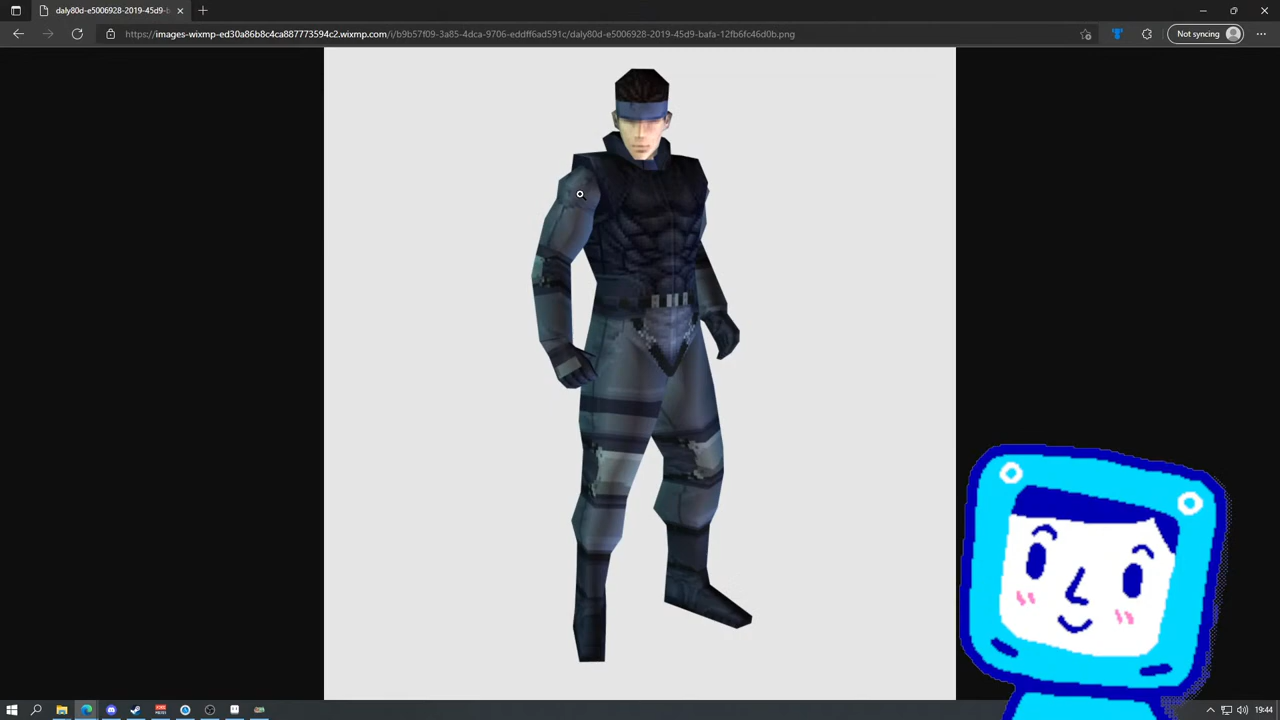 daly80d-e5006928-2019-45d9-b
https://images-wixmp-ed30a86b8c4ca887773594c2.wixmp.com/i/b9b57f09-3a85-4dca-9706-eddff6ad591c/daly80d-e5006928-2019-45d9-bafa-12fb6fc46d0b.png
Not syncing
19:44